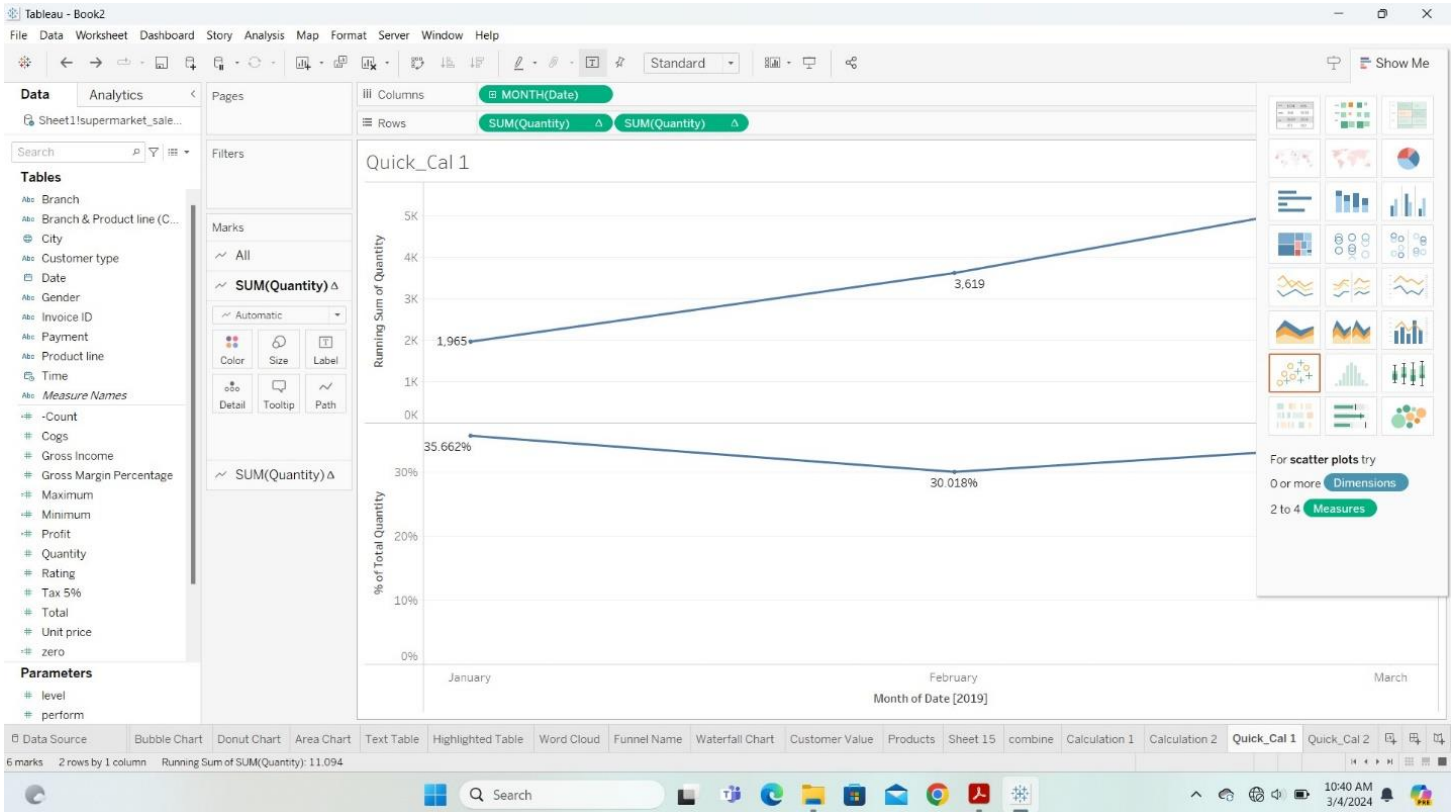 Tableau - Book2
File Data Worksheet Dashboard Story Analysis Map Format Server Window Help
Standard
Show Me
Data Analytics
Pages
Columns
MONTH(Date)
Sheet1!supermarket_sale...
Rows
SUM(Quantity) Δ SUM(Quantity) Δ
Search
Filters
Quick_Cal 1
Tables
Abc Branch
Abc Branch & Product line (C...
City
Abc Customer type
Date
Abc Gender
Abc Invoice ID
Abc Payment
Abc Product line
Time
Abc Measure Names
-Count
# Cogs
# Gross Income
# Gross Margin Percentage
Maximum
Minimum
Profit
# Quantity
# Rating
# Tax 5%
# Total
# Unit price
zero
Parameters
# level
# perform
Marks
All
SUM(Quantity) Δ
Automatic
Color Size Label
Detail Tooltip Path
SUM(Quantity) Δ
Running Sum of Quantity
5K
4K
3K
2K
1K
0K
1,965
3,619
% of Total Quantity
30%
20%
10%
0%
35.662%
30.018%
January February March
Month of Date [2019]
For scatter plots try
0 or more Dimensions
2 to 4 Measures
Data Source Bubble Chart Donut Chart Area Chart Text Table Highlighted Table Word Cloud Funnel Name Waterfall Chart Customer Value Products Sheet 15 combine Calculation 1 Calculation 2 Quick_Cal 1 Quick_Cal 2
6 marks 2 rows by 1 column Running Sum of SUM(Quantity): 11.094
Search
10:40 AM
3/4/2024